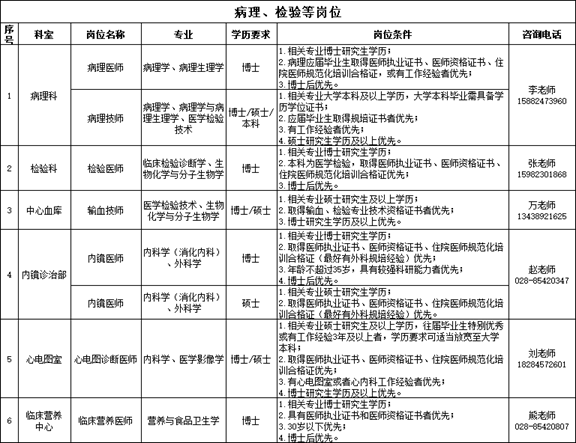 病理、检验等岗位
序号 科室 岗位名称 专业 学历要求 岗位条件 咨询电话
1 病理科 病理医师 病理学、病理生理学 博士
1.相关专业博士研究生学历；
2.病理应届毕业生取得医师执业证书、医师资格证书、住
院医师规范化培训合格证，或有工作经验者优先；
3.博士后优先。
李老师
15882473960
病理技师
病理学、病理学与病
理生理学、医学检验
技术
博士/硕士/
本科
1.相关专业大学本科及以上学历，大学本科毕业需具备学
历学位证书；
2.应届毕业生取得规培证书者优先；
3.有工作经验者优先；
4.硕士研究生学历及以上优先。
2 检验科 检验医师
临床检验诊断学、生
物化学与分子生物学
博士
1.相关专业博士研究生学历；
2.本科为医学检验，取得医师执业证书、医师资格证书、
住院医师规范化培训合格证优先；
3.博士后优先。
张老师
15982301868
3 中心血库 输血技师
医学检验技术、生物
化学与分子生物学
博士/硕士
1.相关专业硕士研究生及以上学历；
2.取得输血、检验专业技术资格证书者优先；
3.博士研究生学历及以上优先。
万老师
13438921625
4 内镜诊治部 内镜医师
内科学（消化内科）
、外科学
博士
1.相关专业博士研究生学历；
2.取得医师执业证书、医师资格证书、住院医师规范化培
训合格证（最好有外科规培经验）优先；
3.年龄不超过35岁，具有较强科研能力者优先；
4.博士后优先。
赵老师
028-85420347
内镜医师
内科学（消化内科）
、外科学
硕士
1.相关专业硕士研究生学历；
2.取得医师执业证书、医师资格证书、住院医师规范化培
训合格证（最好有外科规培经验）优先。
5 心电图室 心电图诊断医师 内科学、医学影像学 博士/硕士
1.相关专业硕士研究生及以上学历，往届毕业生特别优秀
或有工作经验3年及以上者，学历要求可适当放宽至大学
本科；
2.取得医师执业证书、医师资格证书、住院医师规范化培
训合格证优先；
3.有心电图室或者心内科工作经验者优先；
4.博士研究生学历及以上优先。
刘老师
18284572601
6
临床营养
中心
临床营养医师 营养与食品卫生学 博士
1.相关专业博士研究生学历；
2.具有医师执业证书和医师资格证书者优先；
3.30岁以下优先；
4.博士后优先。
熊老师
028-85420807